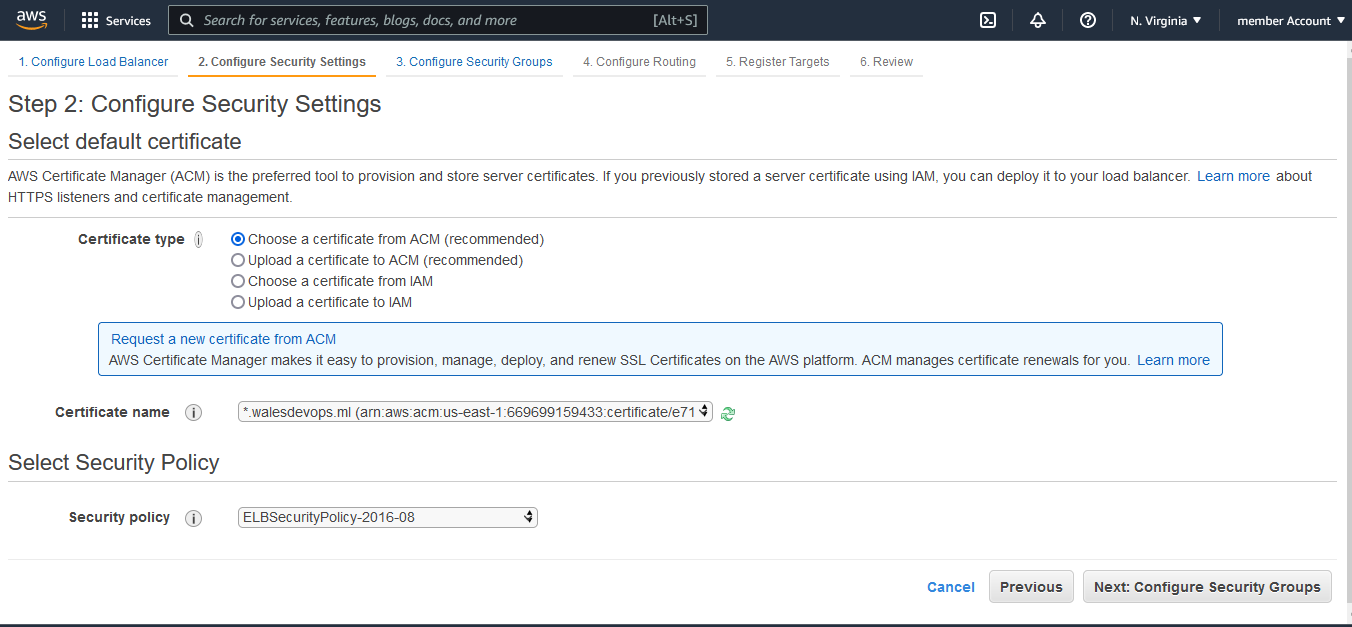 aws Services Search for services, features, blogs, docs, and more [Alt+S] N. Virginia member Account
1. Configure Load Balancer 2. Configure Security Settings 3. Configure Security Groups 4. Configure Routing 5. Register Targets 6. Review
Step 2: Configure Security Settings
Select default certificate
AWS Certificate Manager (ACM) is the preferred tool to provision and store server certificates. If you previously stored a server certificate using IAM, you can deploy it to your load balancer. Learn more about
HTTPS listeners and certificate management.
Certificate type i Choose a certificate from ACM (recommended)
Upload a certificate to ACM (recommended)
Choose a certificate from IAM
Upload a certificate to IAM
Request a new certificate from ACM
AWS Certificate Manager makes it easy to provision, manage, deploy, and renew SSL Certificates on the AWS platform. ACM manages certificate renewals for you. Learn more
Certificate name i *.walesdevops.ml (arn:aws:acm:us-east-1:669699159433:certificate/e71
Select Security Policy
Security policy i ELBSecurityPolicy-2016-08
Cancel Previous Next: Configure Security Groups